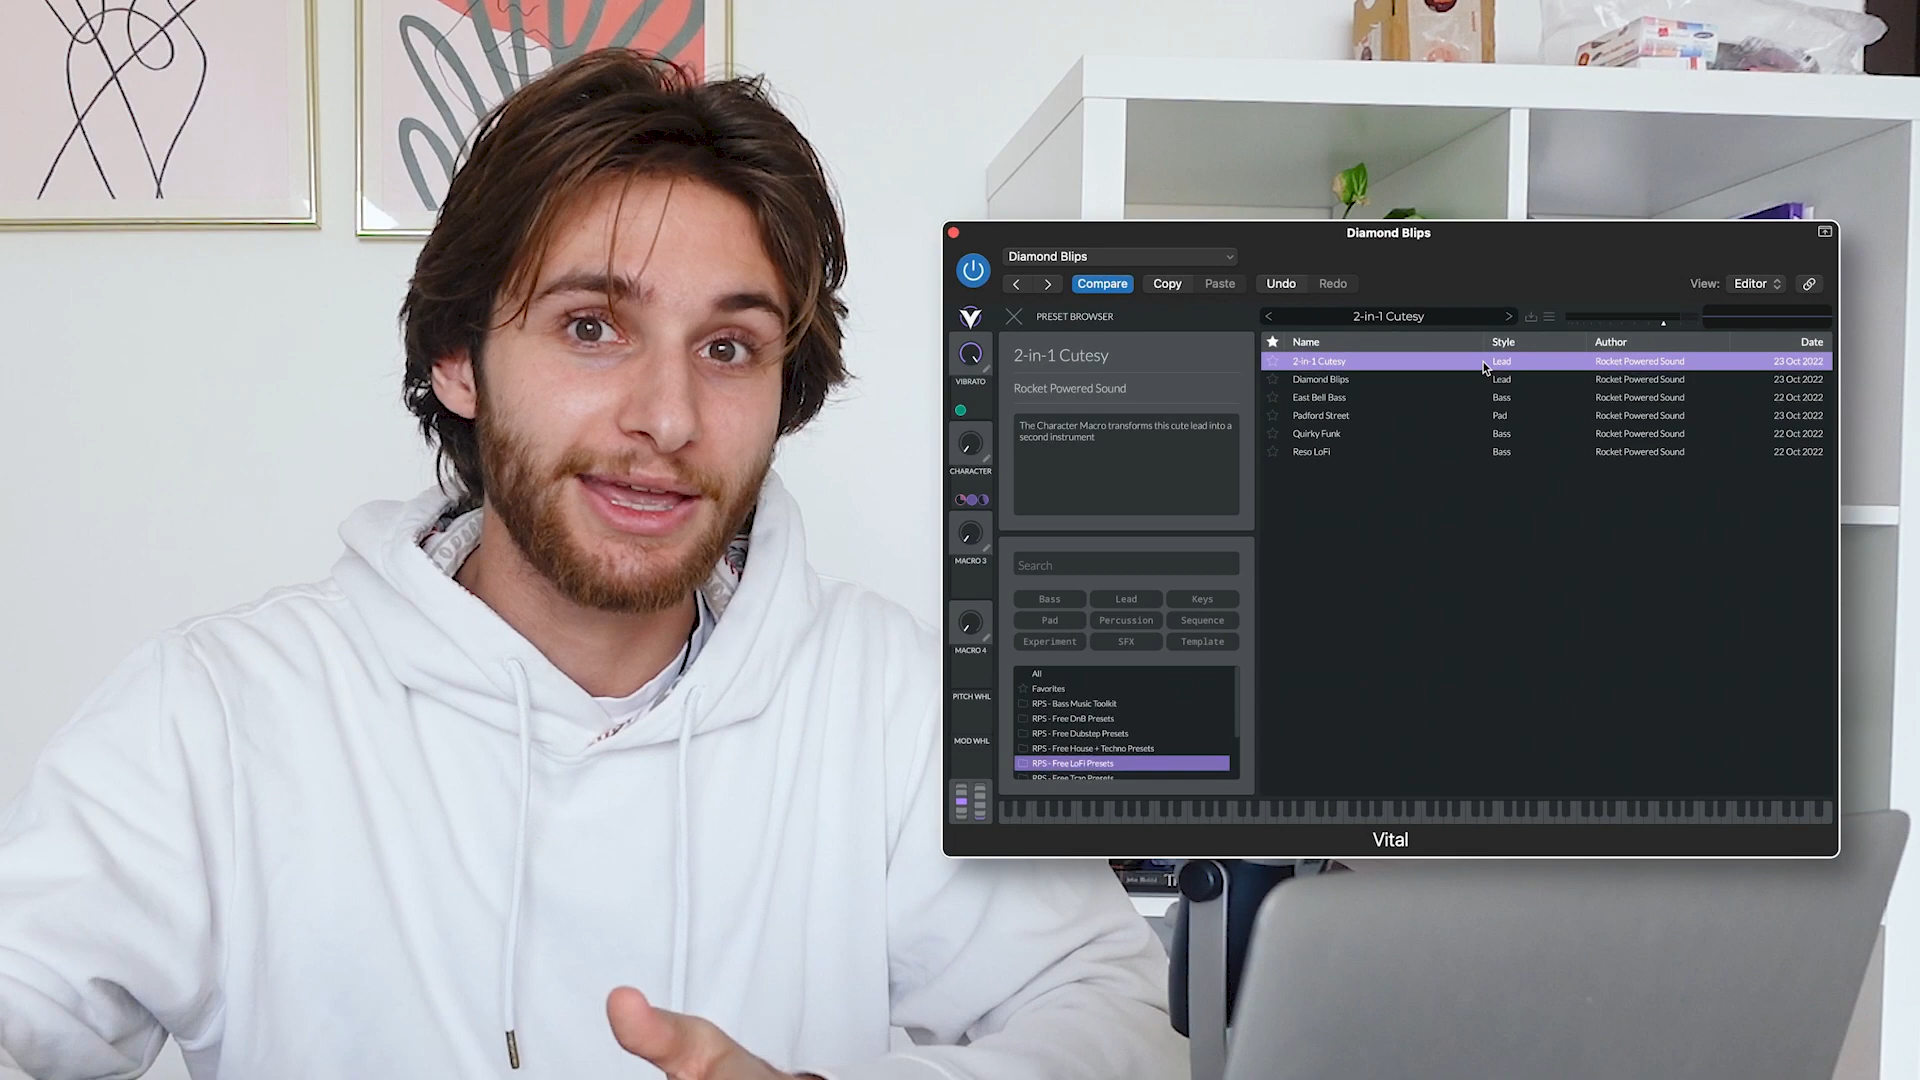 Diamond Blips
Diamond Blips
Compare Copy Paste Undo Redo View: Editor
PRESET BROWSER
2-in-1 Cutesy
2-in-1 Cutesy
Rocket Powered Sound
The Character Macro transforms this cute lead into a
second instrument
Search
Bass Lead Keys
Pad Percussion Sequence
Experiment SFX Template
All
Favorites
RPS - Bass Music Toolkit
RPS - Free DnB Presets
RPS - Free Dubstep Presets
RPS - Free House + Techno Presets
RPS - Free LoFi Presets
RPS - Free Trap Presets
Name Style Author Date
2-in-1 Cutesy Lead Rocket Powered Sound 23 Oct 2022
Diamond Blips Lead Rocket Powered Sound 23 Oct 2022
East Bell Bass Bass Rocket Powered Sound 22 Oct 2022
Padford Street Pad Rocket Powered Sound 23 Oct 2022
Quirky Funk Bass Rocket Powered Sound 22 Oct 2022
Reso LoFi Bass Rocket Powered Sound 22 Oct 2022
VIBRATO
CHARACTER
MACRO 3
MACRO 4
PITCH WHL
MOD WHL
Vital